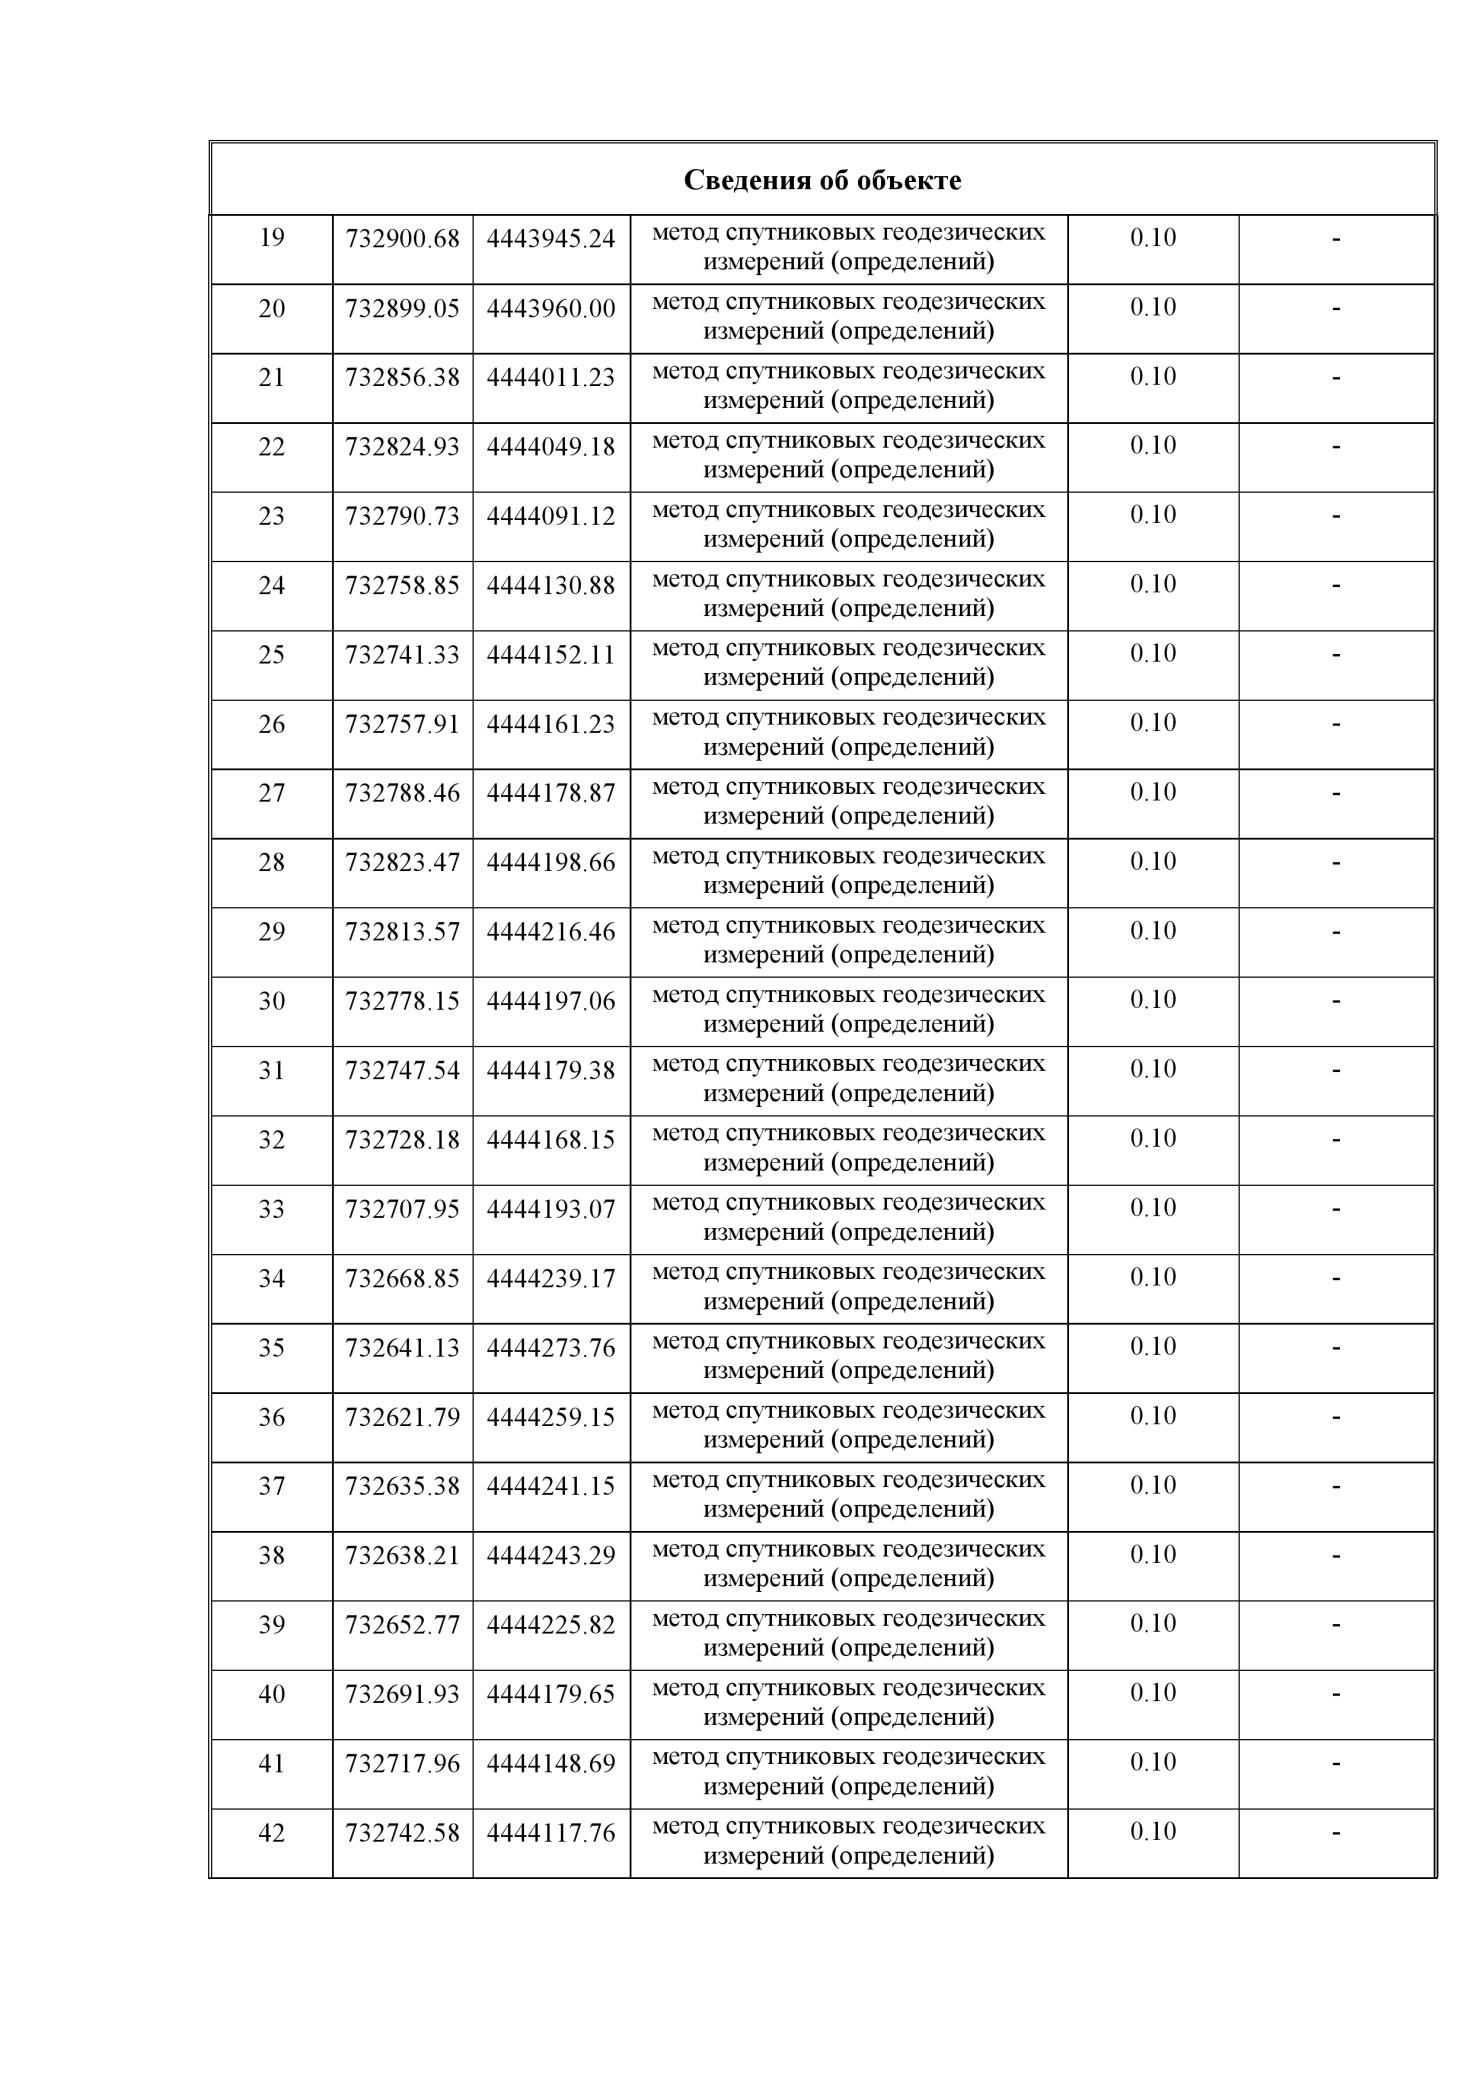 Сведения об объекте
19 732900.68 4443945.24 метод спутниковых геодезических измерений (определений) 0.10 -
20 732899.05 4443960.00 метод спутниковых геодезических измерений (определений) 0.10 -
21 732856.38 4444011.23 метод спутниковых геодезических измерений (определений) 0.10 -
22 732824.93 4444049.18 метод спутниковых геодезических измерений (определений) 0.10 -
23 732790.73 4444091.12 метод спутниковых геодезических измерений (определений) 0.10 -
24 732758.85 4444130.88 метод спутниковых геодезических измерений (определений) 0.10 -
25 732741.33 4444152.11 метод спутниковых геодезических измерений (определений) 0.10 -
26 732757.91 4444161.23 метод спутниковых геодезических измерений (определений) 0.10 -
27 732788.46 4444178.87 метод спутниковых геодезических измерений (определений) 0.10 -
28 732823.47 4444198.66 метод спутниковых геодезических измерений (определений) 0.10 -
29 732813.57 4444216.46 метод спутниковых геодезических измерений (определений) 0.10 -
30 732778.15 4444197.06 метод спутниковых геодезических измерений (определений) 0.10 -
31 732747.54 4444179.38 метод спутниковых геодезических измерений (определений) 0.10 -
32 732728.18 4444168.15 метод спутниковых геодезических измерений (определений) 0.10 -
33 732707.95 4444193.07 метод спутниковых геодезических измерений (определений) 0.10 -
34 732668.85 4444239.17 метод спутниковых геодезических измерений (определений) 0.10 -
35 732641.13 4444273.76 метод спутниковых геодезических измерений (определений) 0.10 -
36 732621.79 4444259.15 метод спутниковых геодезических измерений (определений) 0.10 -
37 732635.38 4444241.15 метод спутниковых геодезических измерений (определений) 0.10 -
38 732638.21 4444243.29 метод спутниковых геодезических измерений (определений) 0.10 -
39 732652.77 4444225.82 метод спутниковых геодезических измерений (определений) 0.10 -
40 732691.93 4444179.65 метод спутниковых геодезических измерений (определений) 0.10 -
41 732717.96 4444148.69 метод спутниковых геодезических измерений (определений) 0.10 -
42 732742.58 4444117.76 метод спутниковых геодезических измерений (определений) 0.10 -